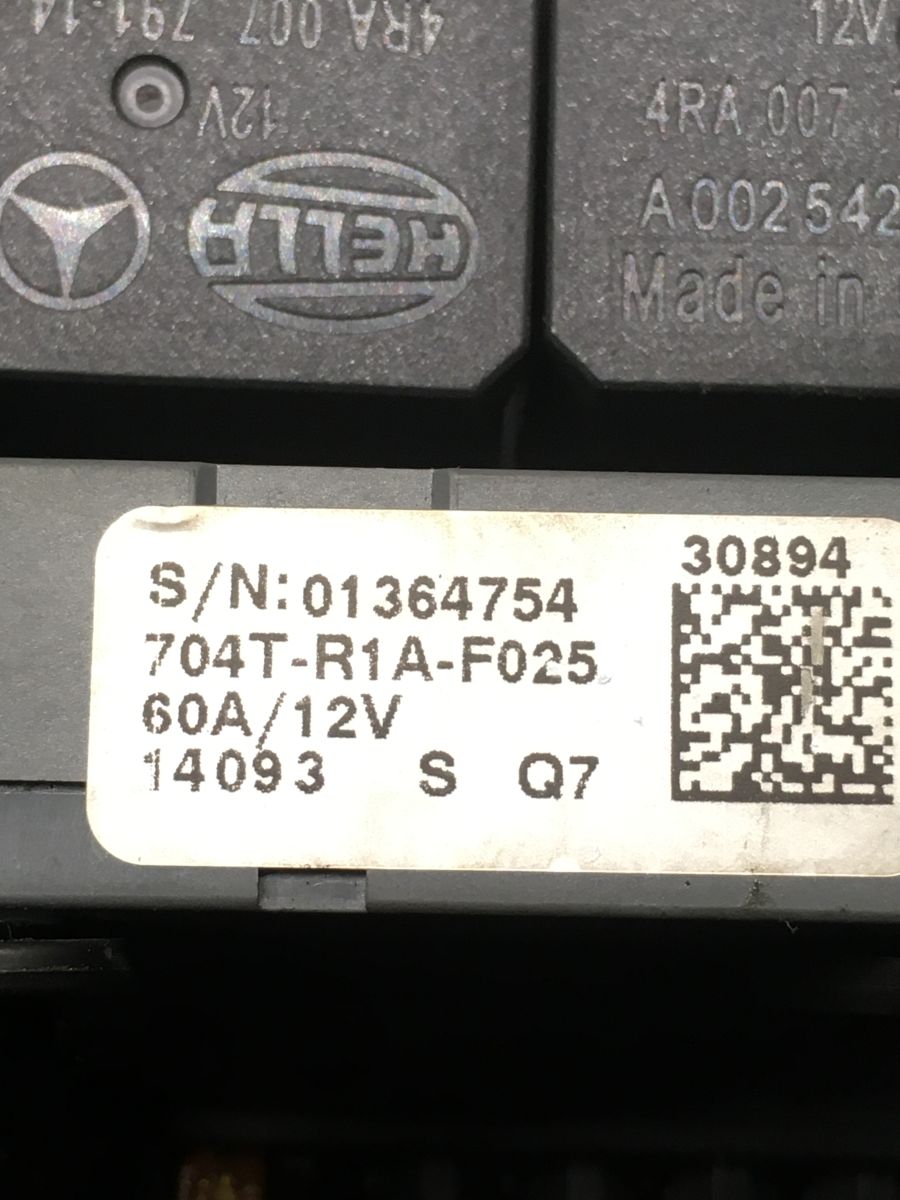 4RA 007 791-14
12V
HELLA
12V
4RA 007
A 002 542
Made in
30894
S/N: 01364754
704T-R1A-F025
60A/12V
14093 S Q7